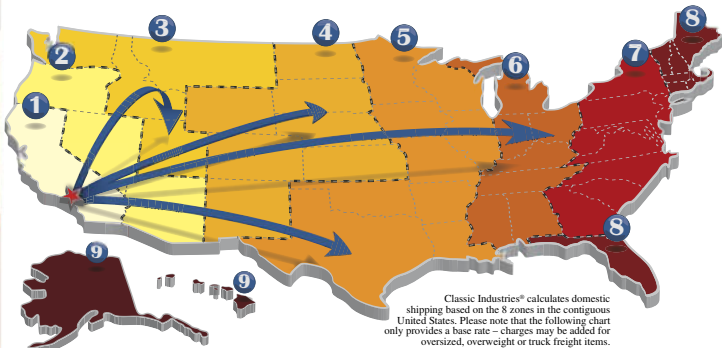 8
3
4
5
2
7
6
1
8
9
9
Classic Industries® calculates domestic
shipping based on the 8 zones in the contiguous
United States. Please note that the following chart
only provides a base rate – charges may be added for
oversized, overweight or truck freight items.